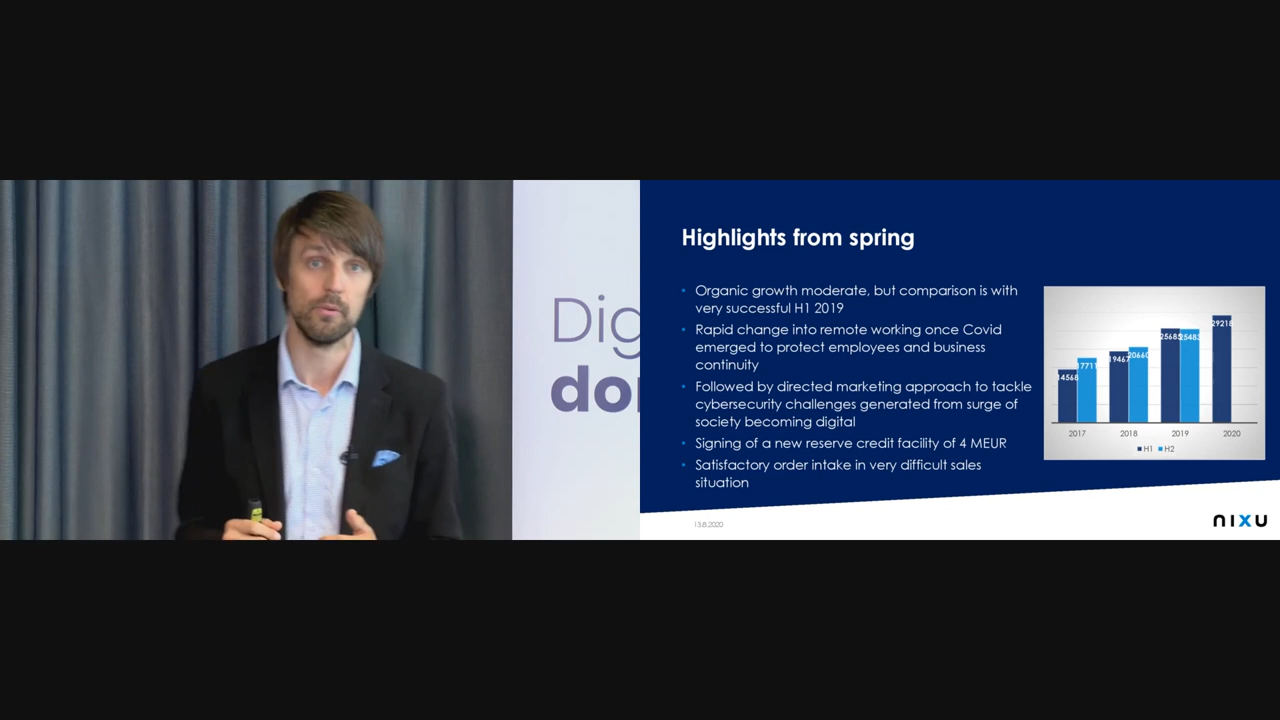 Dig
do
Highlights from spring
• Organic growth moderate, but comparison is with
very successful H1 2019
• Rapid change into remote working once Covid
emerged to protect employees and business
continuity
• Followed by directed marketing approach to tackle
cybersecurity challenges generated from surge of
society becoming digital
• Signing of a new reserve credit facility of 4 MEUR
• Satisfactory order intake in very difficult sales
situation
14568 17711 19467 20660 25685 25483 29218
2017 2018 2019 2020
H1 H2
13.8.2020
nixu